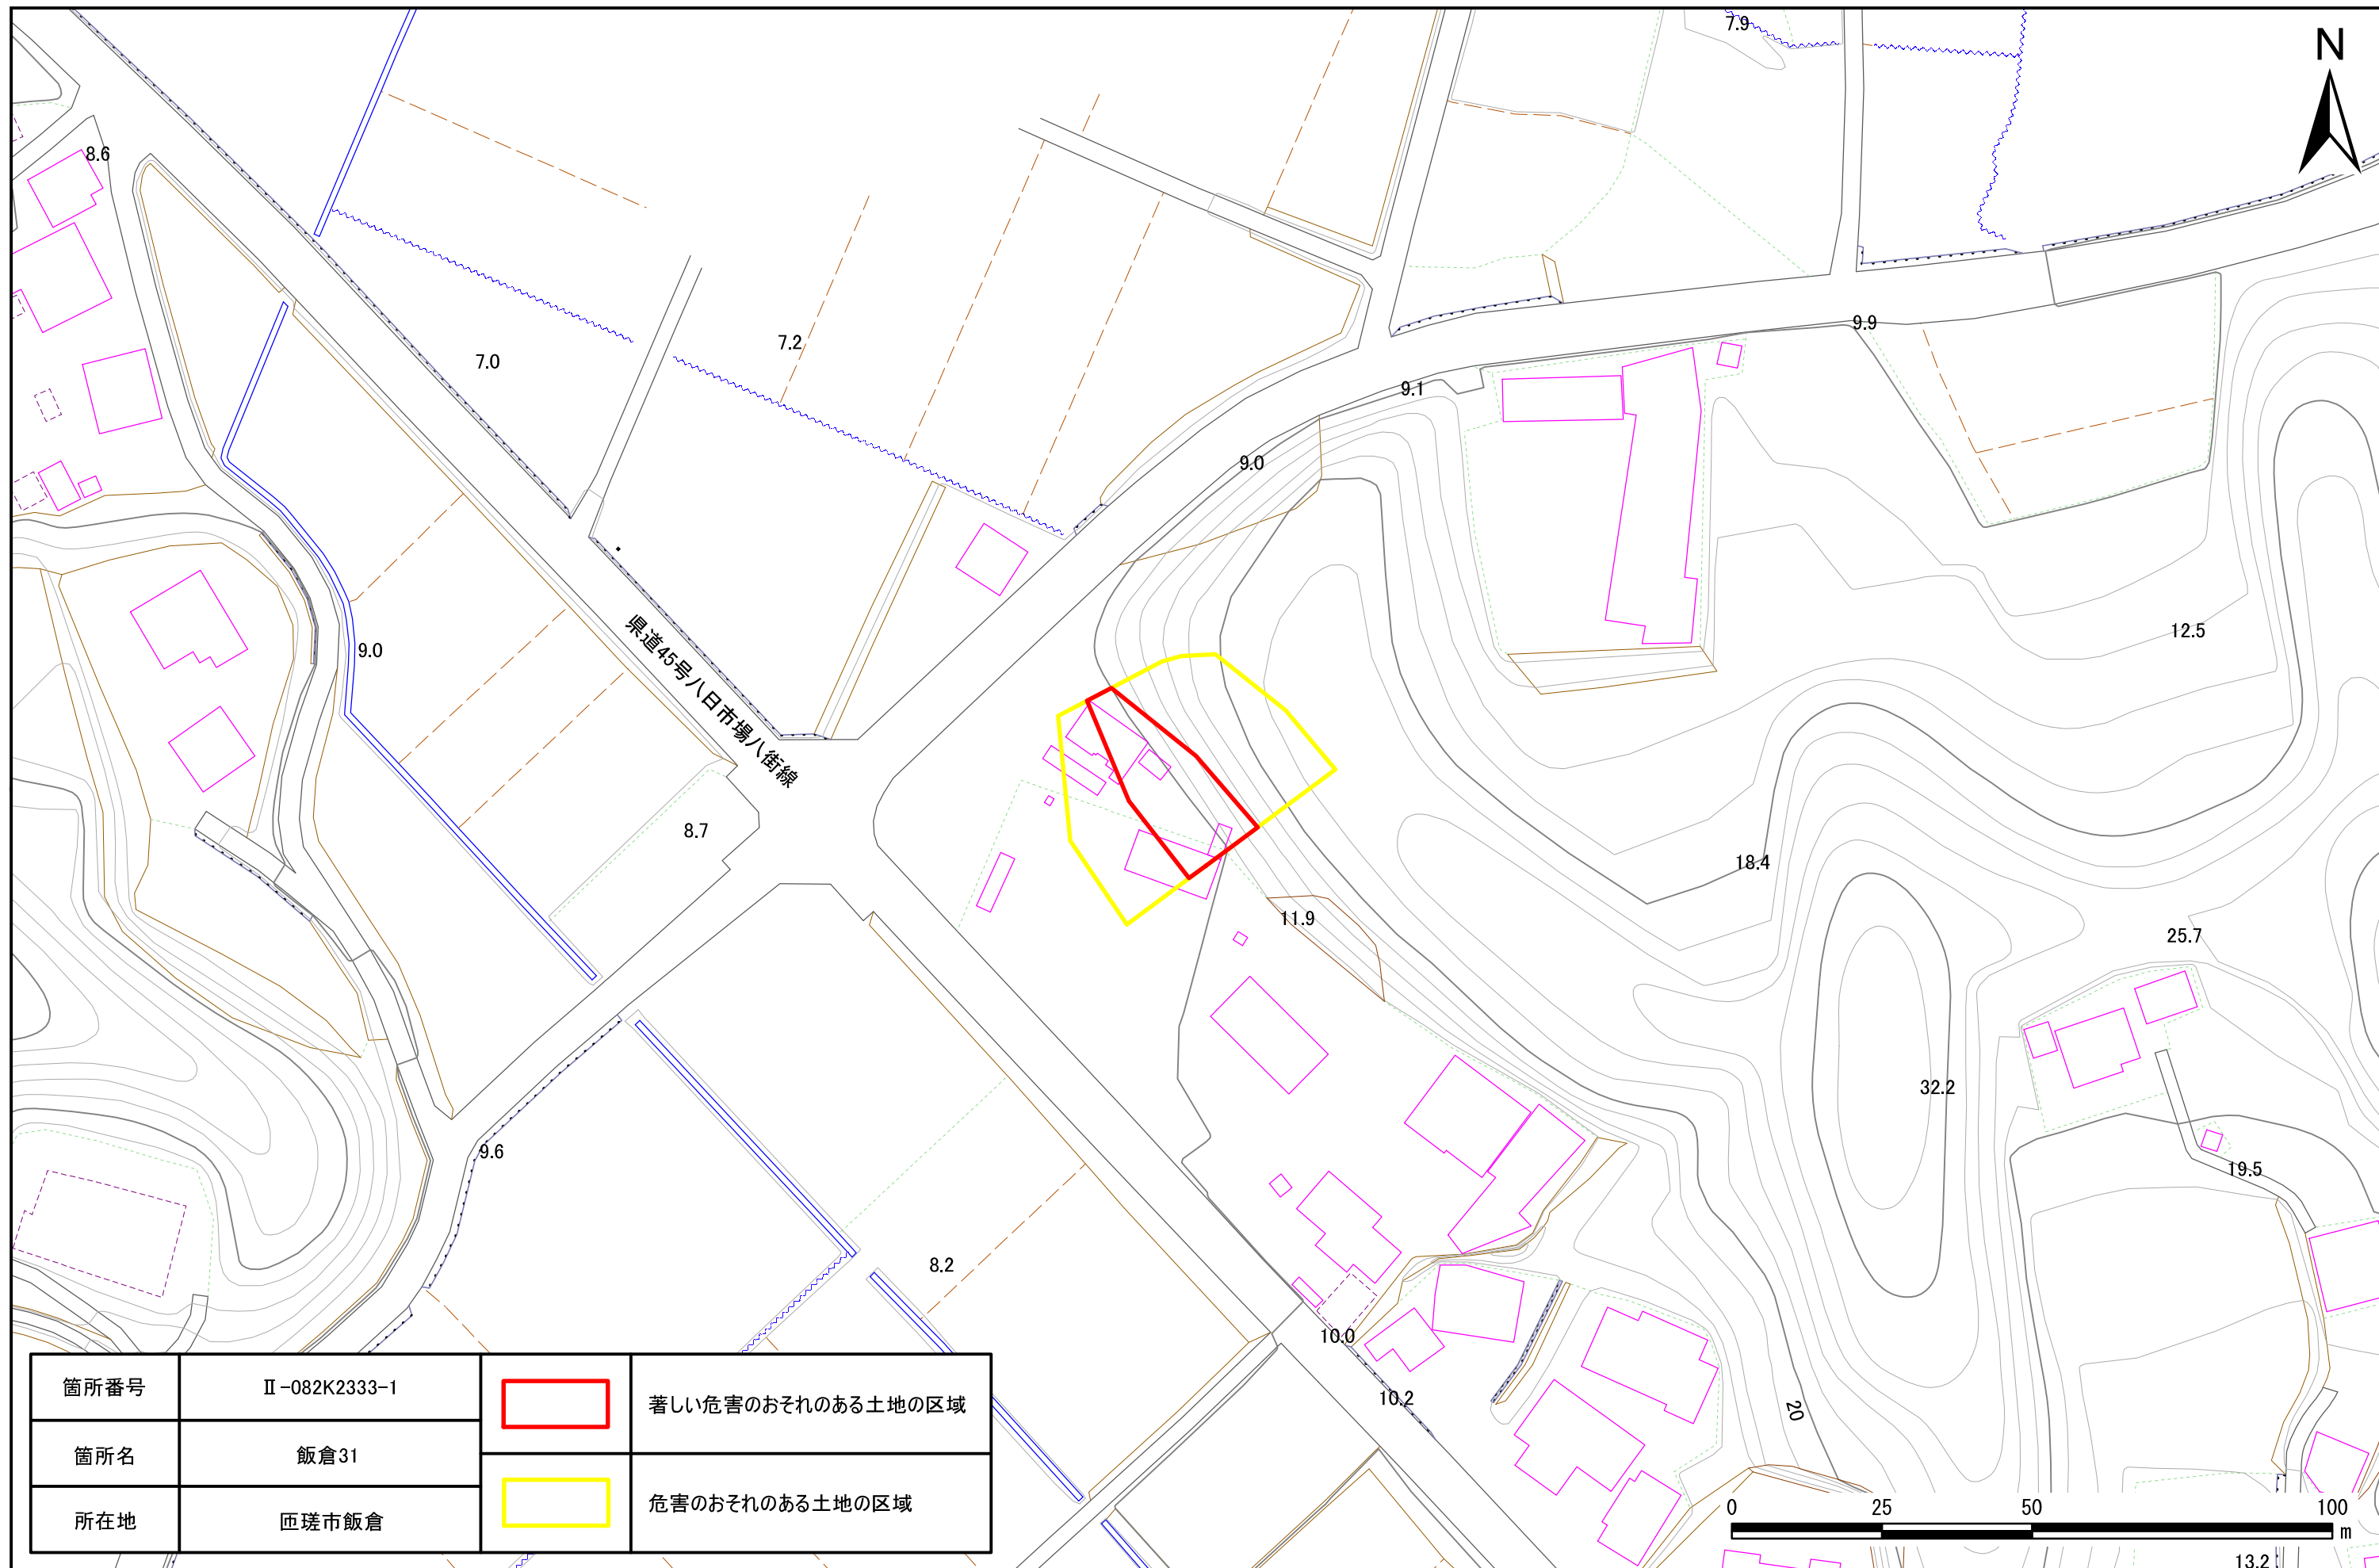 7.9
N
8.6
7.0
7.2
9.9
9.1
9.0
9.0
県道45号八日市場八街線
12.5
8.7
18.4
11.9
25.7
32.2
9.6
19.5
8.2
10.0
10.2
20
箇所番号 Ⅱ-082K2333-1
箇所名 飯倉31
所在地 匝瑳市飯倉
著しい危害のおそれのある土地の区域
危害のおそれのある土地の区域
0 25 50 100
m
13.2